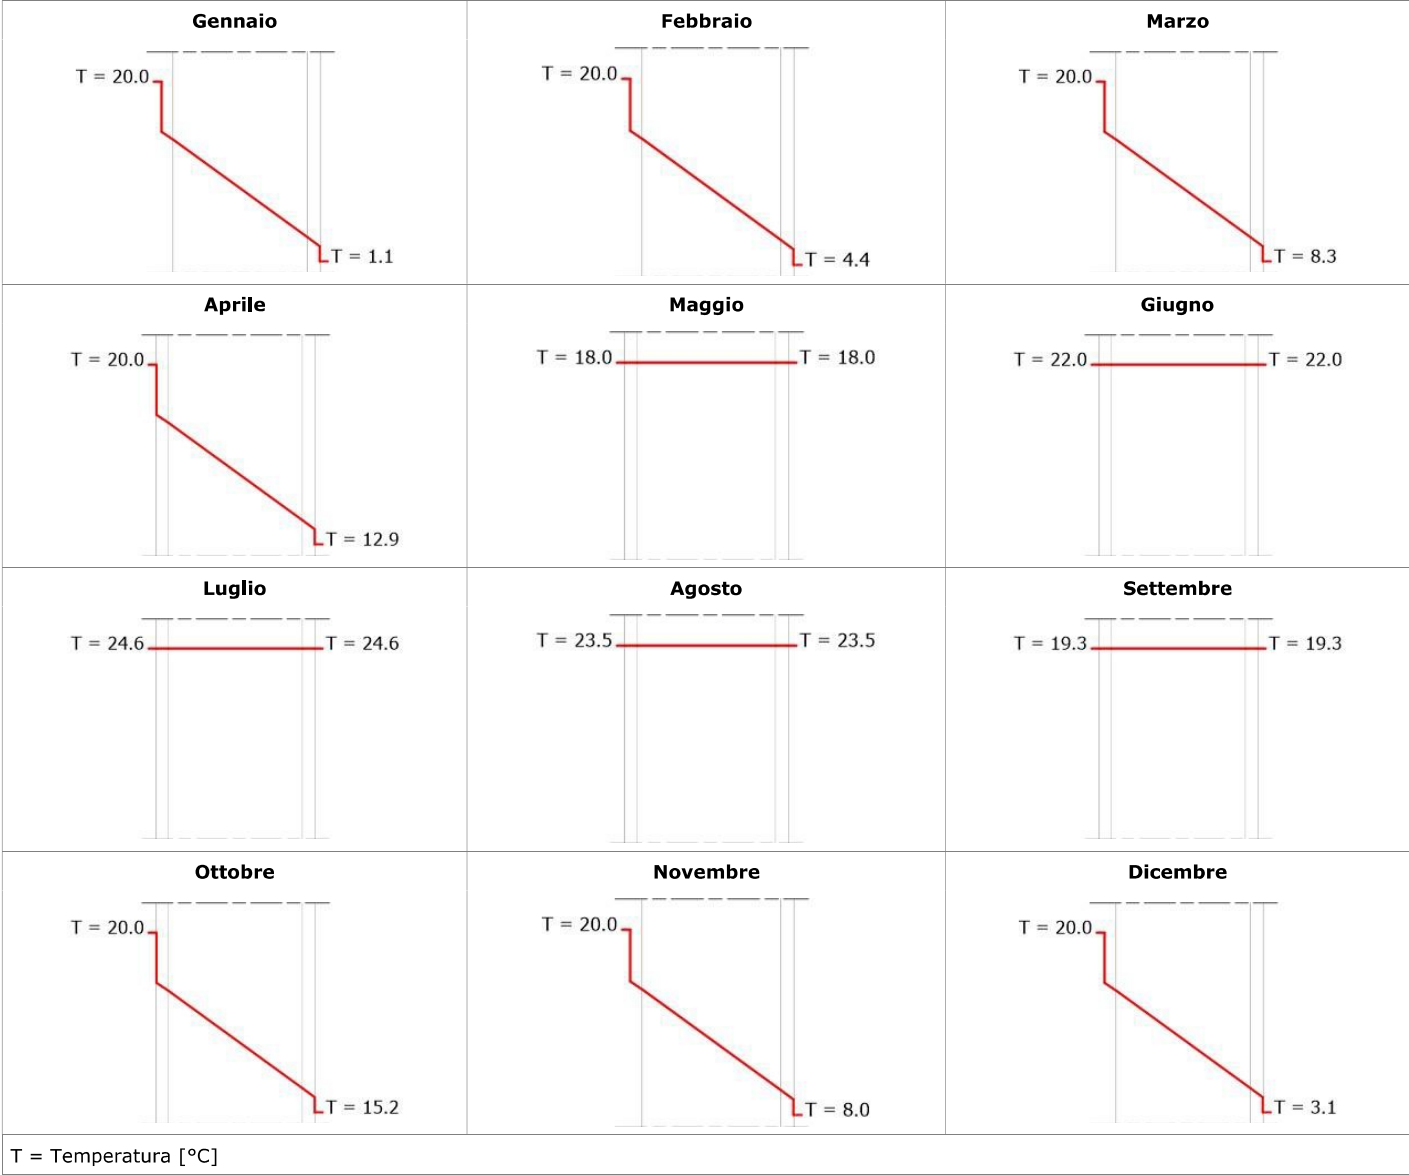 Gennaio
T = 20.0
T = 1.1
Febbraio
T = 20.0
T = 4.4
Marzo
T = 20.0
T = 8.3
Aprile
T = 20.0
T = 12.9
Maggio
T = 18.0 T = 18.0
Giugno
T = 22.0 T = 22.0
Luglio
T = 24.6 T = 24.6
Agosto
T = 23.5 T = 23.5
Settembre
T = 19.3 T = 19.3
Ottobre
T = 20.0
T = 15.2
Novembre
T = 20.0
T = 8.0
Dicembre
T = 20.0
T = 3.1
T = Temperatura [°C]